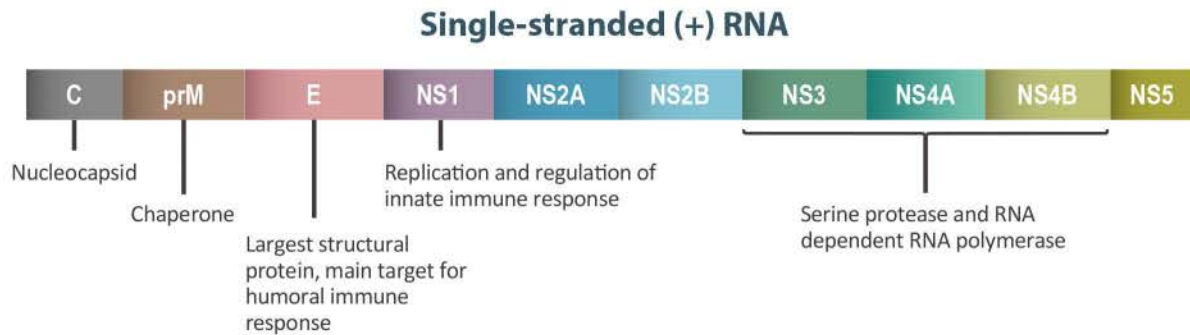 Single-stranded (+) RNA
C prM E NS1 NS2A NS2B NS3 NS4A NS4B NS5
Nucleocapsid
Chaperone
Largest structural
protein, main target for
humoral immune
response
Replication and regulation of
innate immune response
Serine protease and RNA
dependent RNA polymerase